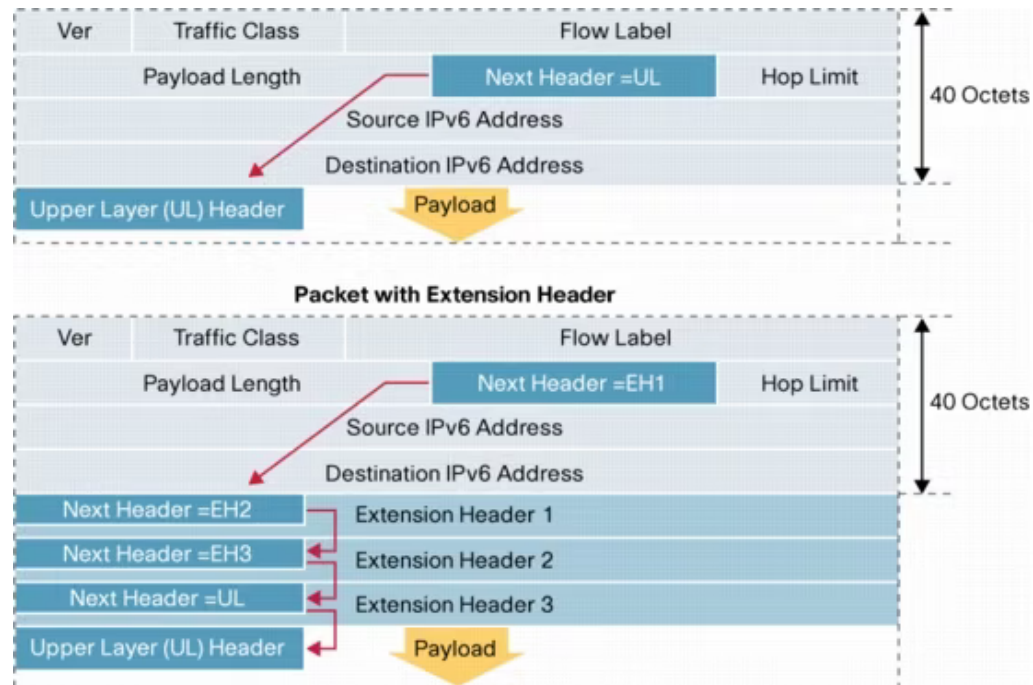 Ver Traffic Class Flow Label
Payload Length Next Header =UL Hop Limit
40 Octets
Source IPv6 Address
Destination IPv6 Address
Upper Layer (UL) Header Payload
Packet with Extension Header
Ver Traffic Class Flow Label
Payload Length Next Header =EH1 Hop Limit
40 Octets
Source IPv6 Address
Destination IPv6 Address
Next Header =EH2 Extension Header 1
Next Header =EH3 Extension Header 2
Next Header =UL Extension Header 3
Upper Layer (UL) Header Payload